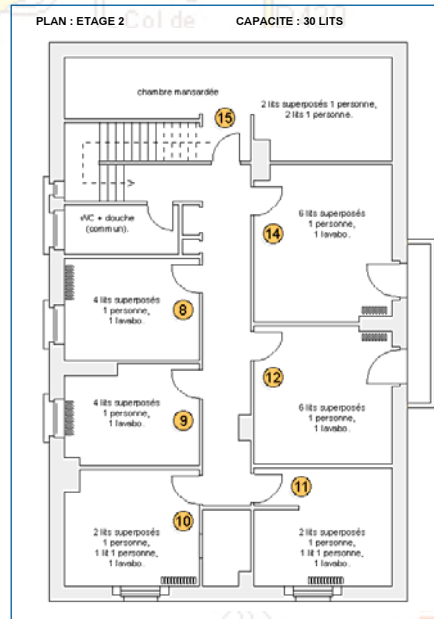 PLAN : ETAGE 2
CAPACITE : 30 LITS
chambre mansardée
15
2 lits superposés 1 personne,
2 lits 1 personne.
WC + douche
(commun).
6 lits superposés
1 personne,
1 lavabo.
14
4 lits superposés
1 personne,
1 lavabo.
8
12
6 lits superposés
1 personne,
1 lavabo.
4 lits superposés
1 personne,
1 lavabo.
9
10
2 lits superposés
1 personne,
1 lit 1 personne,
1 lavabo.
11
2 lits superposés
1 personne,
1 lit 1 personne,
1 lavabo.
Col de